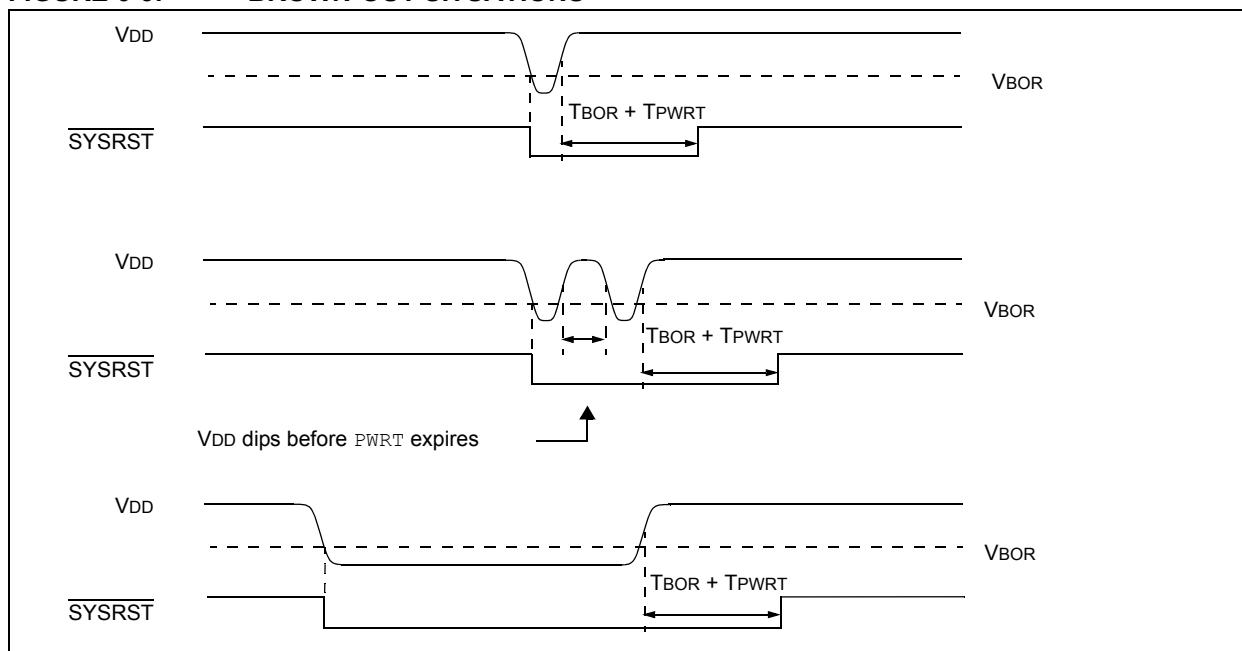 VDD
VBOR
TBOR + TPWRT
SYSRST
VDD
VBOR
TBOR + TPWRT
SYSRST
VDD dips before PWRT expires
VDD
VBOR
TBOR + TPWRT
SYSRST